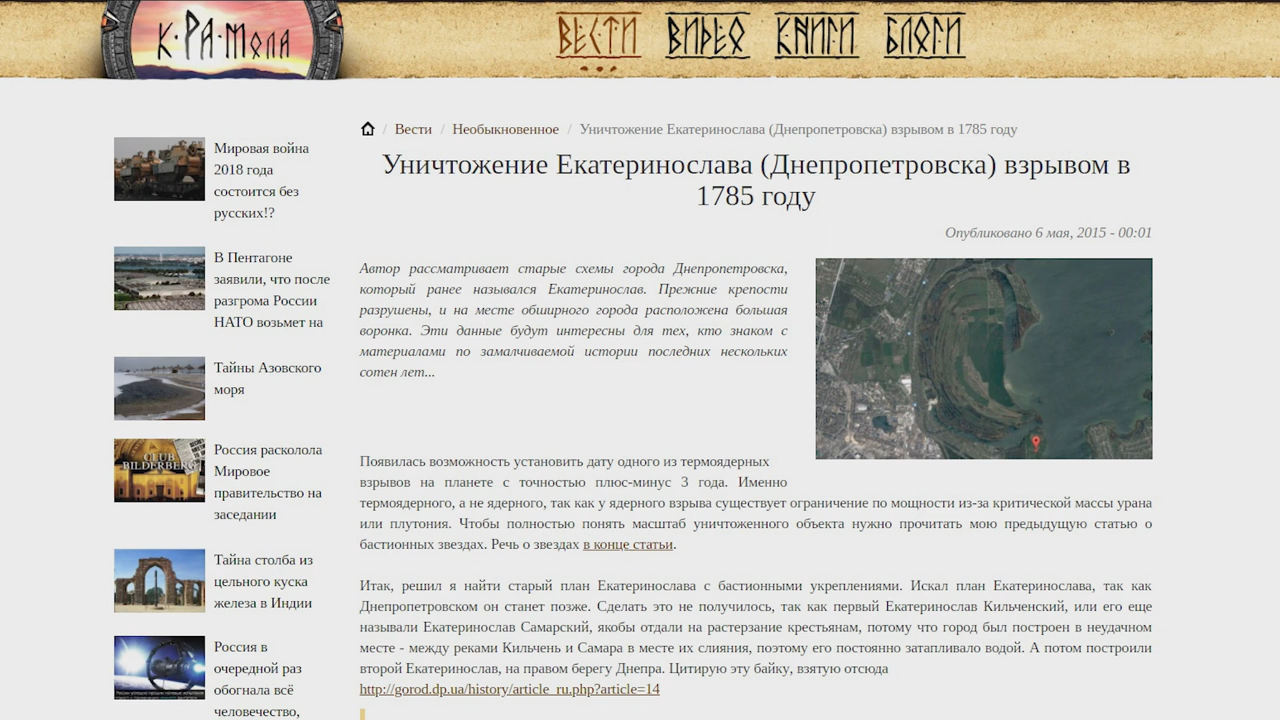 к·РА·мола
ВЕСТИ ВИДЕО КНИГИ БЛОГИ
/ Вести / Необыкновенное / Уничтожение Екатеринослава (Днепропетровска) взрывом в 1785 году
Уничтожение Екатеринослава (Днепропетровска) взрывом в
1785 году
Опубликовано 6 мая, 2015 - 00:01
Мировая война
2018 года
состоится без
русских!?
В Пентагоне
заявили, что после
разгрома России
НАТО возьмет на
Тайны Азовского
моря
CLUB
BILDERBERG
Россия расколола
Мировое
правительство на
заседании
Тайна столба из
цельного куска
железа в Индии
Россия в
очередной раз
обогнала всё
человечество,
Автор рассматривает старые схемы города Днепропетровска,
который ранее назывался Екатеринослав. Прежние крепости
разрушены, и на месте обширного города расположена большая
воронка. Эти данные будут интересны для тех, кто знаком с
материалами по замалчиваемой истории последних нескольких
сотен лет...
Появилась возможность установить дату одного из термоядерных
взрывов на планете с точностью плюс-минус 3 года. Именно
термоядерного, а не ядерного, так как у ядерного взрыва существует ограничение по мощности из-за критической массы урана
или плутония. Чтобы полностью понять масштаб уничтоженного объекта нужно прочитать мою предыдущую статью о
бастионных звездах. Речь о звездах в конце статьи.
Итак, решил я найти старый план Екатеринослава с бастионными укреплениями. Искал план Екатеринослава, так как
Днепропетровском он станет позже. Сделать это не получилось, так как первый Екатеринослав Кильченский, или его еще
называли Екатеринослав Самарский, якобы отдали на растерзание крестьянам, потому что город был построен в неудачном
месте - между реками Кильчень и Самара в месте их слияния, поэтому его постоянно затапливало водой. А потом построили
второй Екатеринослав, на правом берегу Днепра. Цитирую эту байку, взятую отсюда
http://gorod.dp.ua/history/article_ru.php?article=14